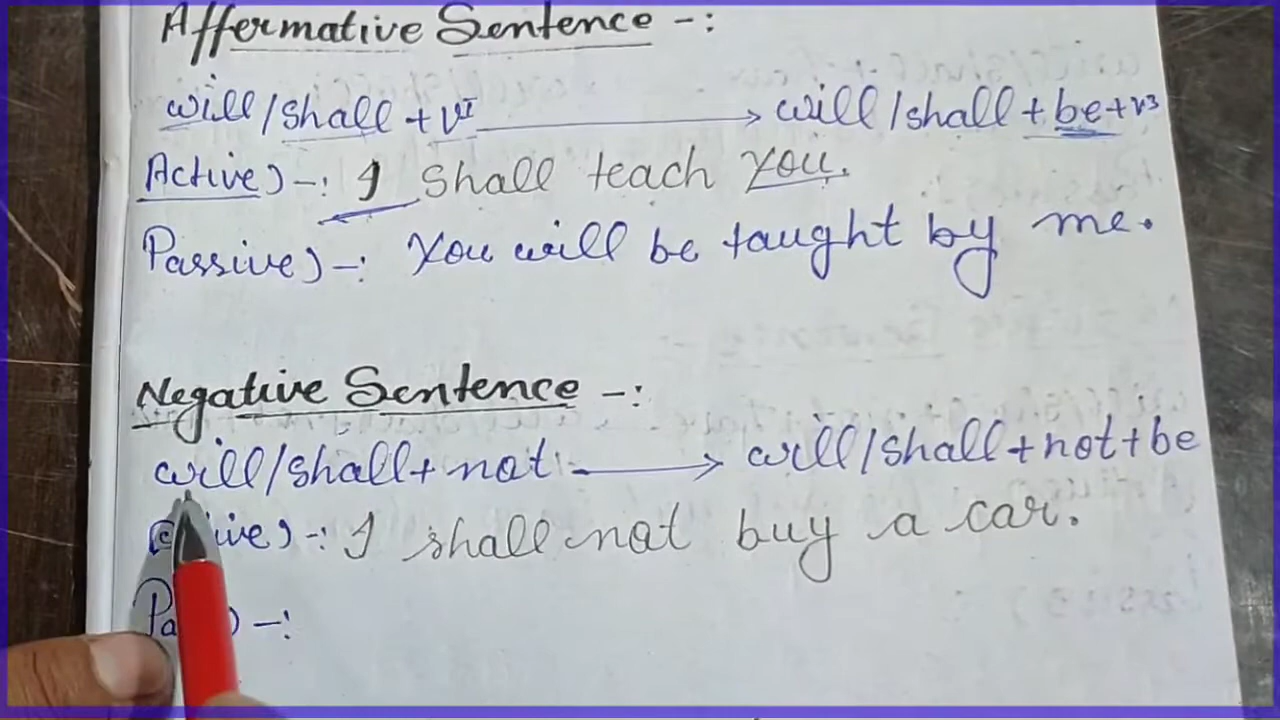 Affermative Sentence -:
will/shall + VI → will/shall + be + v3
Active) -: I shall teach you.
Passive) -: You will be taught by me.
Negative Sentence -:
will/shall + not → will/shall + not + be
-: I shall not buy a car.